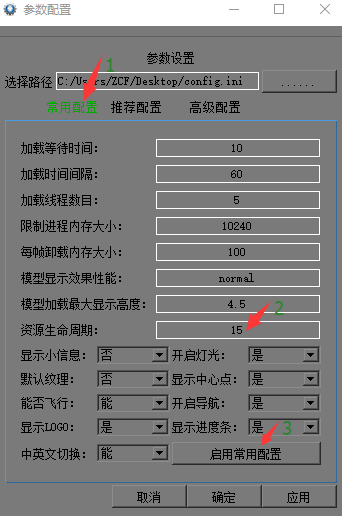 参数配置
参数设置
选择路径 C:/Users/ZCF/Desktop/config.ini ......
1
常用配置 推荐配置 高级配置
加载等待时间: 10
加载时间间隔: 60
加载线程数目: 5
限制进程内存大小: 10240
每帧卸载内存大小: 100
模型显示效果性能: normal
模型加载最大显示高度: 4.5
资源生命周期: 15 2
显示小信息: 否 开启灯光: 是
默认纹理: 否 显示中心点: 是
能否飞行: 能 开启导航: 是
显示LOGO: 是 显示进度条: 是 3
中英文切换: 能 启用常用配置
取消 确定 应用